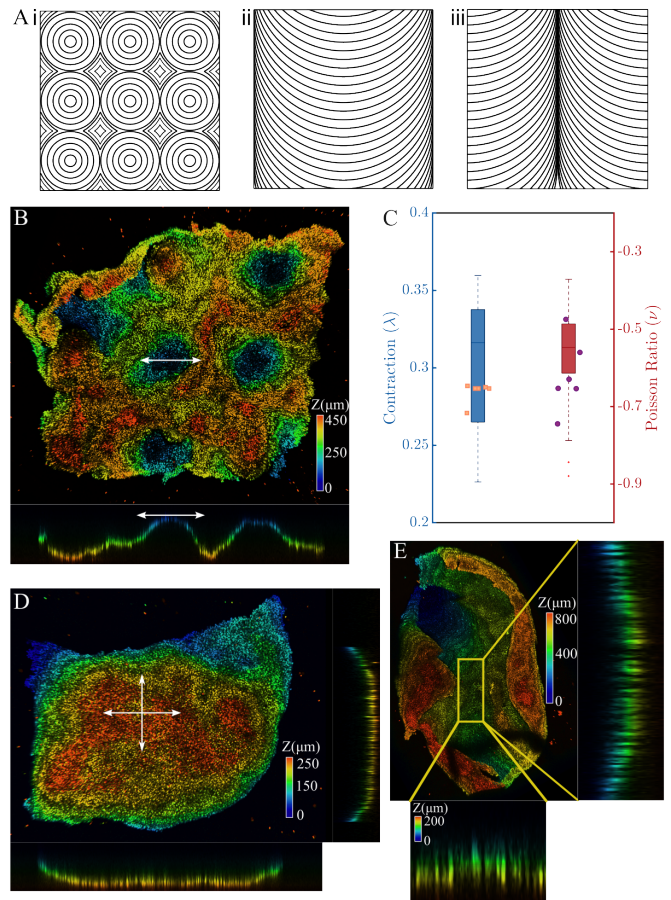 A i
ii
iii
B
Z(μm)
450
250
0
C
0.4
0.35
0.3
0.25
0.2
Contraction (λ)
-0.3
-0.5
-0.7
-0.9
Poisson Ratio (ν)
D
Z(μm)
250
150
0
E
Z(μm)
800
400
0
Z(μm)
200
0